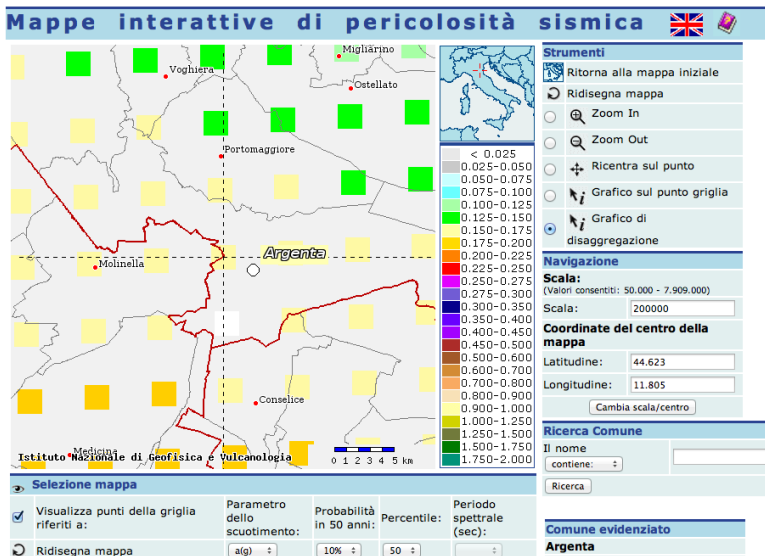 Mappe interattive di pericolosità sismica
Migliarino
Voghiera
Ostellato
Portomaggiore
Argenta
Molinella
Conselice
Medicina
Istituto Nazionale di Geofisica e Vulcanologia
0 1 2 3 4 5 km
< 0.025
0.025-0.050
0.050-0.075
0.075-0.100
0.100-0.125
0.125-0.150
0.150-0.175
0.175-0.200
0.200-0.225
0.225-0.250
0.250-0.275
0.275-0.300
0.300-0.350
0.350-0.400
0.400-0.450
0.450-0.500
0.500-0.600
0.600-0.700
0.700-0.800
0.800-0.900
0.900-1.000
1.000-1.250
1.250-1.500
1.500-1.750
1.750-2.000
Strumenti
Ritorna alla mappa iniziale
Ridisegna mappa
Zoom In
Zoom Out
Ricentra sul punto
Grafico sul punto griglia
Grafico di
disaggregazione
Navigazione
Scala:
(Valori consentiti: 50.000 - 7.909.000)
Scala: 200000
Coordinate del centro della
mappa
Latitudine: 44.623
Longitudine: 11.805
Cambia scala/centro
Ricerca Comune
Il nome
contiene:
Ricerca
Comune evidenziato
Argenta
Selezione mappa
Visualizza punti della griglia
riferiti a:
Parametro
dello
scuotimento:
Probabilità
in 50 anni:
Percentile:
Periodo
spettrale
(sec):
Ridisegna mappa
a(g)
10%
50
-